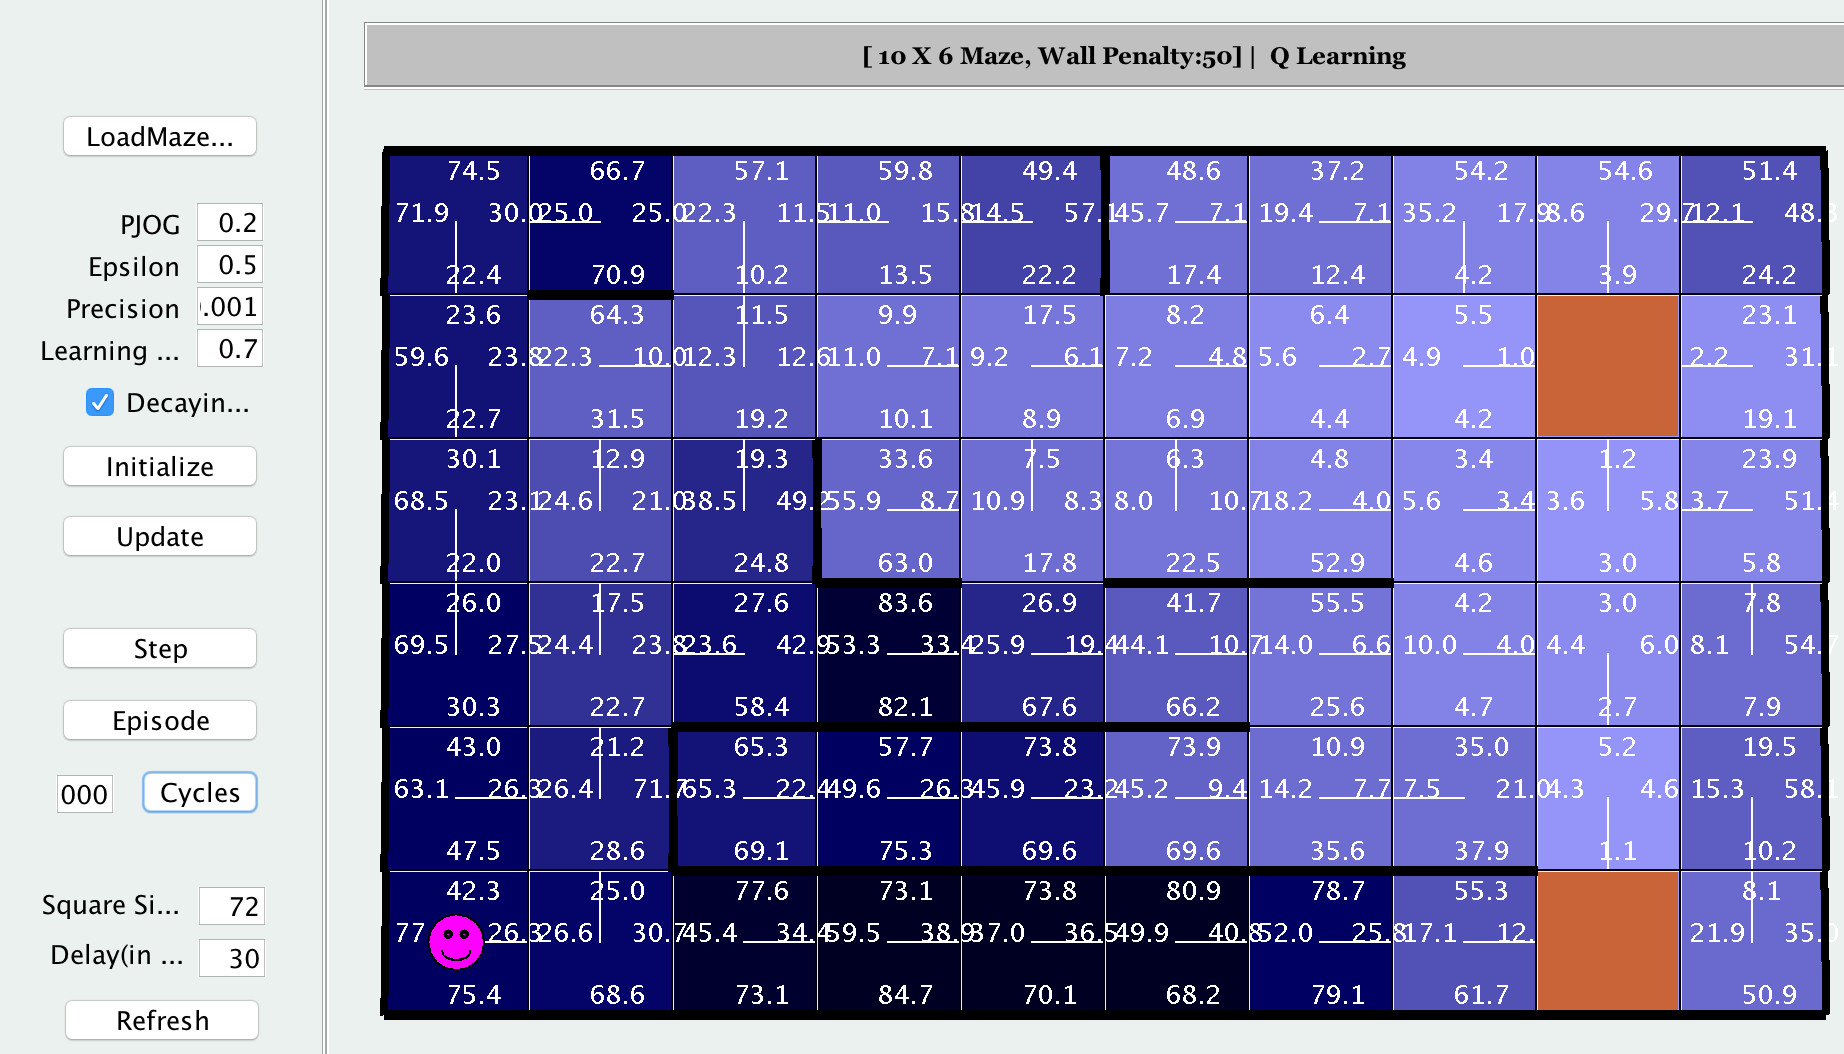 [ 10 X 6 Maze, Wall Penalty:50] | Q Learning
LoadMaze...
PJOG 0.2
Epsilon 0.5
Precision .001
Learning ... 0.7
Decayin...
Initialize
Update
Step
Episode
000 Cycles
Square Si... 72
Delay(in ... 30
Refresh
74.5 66.7 57.1 59.8 49.4 48.6 37.2 54.2 54.6 51.4
71.9 30.0 25.0 25.0 22.3 11.5 11.0 15.8 14.5 57.1 45.7 7.1 19.4 7.1 35.2 17.9 8.6 29.7 12.1 48.
22.4 70.9 10.2 13.5 22.2 17.4 12.4 4.2 3.9 24.2
23.6 64.3 11.5 9.9 17.5 8.2 6.4 5.5 23.1
59.6 23.8 22.3 10.0 12.3 12.6 11.0 7.1 9.2 6.1 7.2 4.8 5.6 2.7 4.9 1.0 2.2 31.
22.7 31.5 19.2 10.1 8.9 6.9 4.4 4.2 19.1
30.1 12.9 19.3 33.6 7.5 6.3 4.8 3.4 1.2 23.9
68.5 23.1 24.6 21.0 38.5 49.2 55.9 8.7 10.9 8.3 8.0 10.7 18.2 4.0 5.6 3.4 3.6 5.8 3.7 51.
22.0 22.7 24.8 63.0 17.8 22.5 52.9 4.6 3.0 5.8
26.0 17.5 27.6 83.6 26.9 41.7 55.5 4.2 3.0 7.8
69.5 27.5 24.4 23.8 23.6 42.9 53.3 33.4 25.9 19.4 44.1 10.7 14.0 6.6 10.0 4.0 4.4 6.0 8.1 54.
30.3 22.7 58.4 82.1 67.6 66.2 25.6 4.7 2.7 7.9
43.0 21.2 65.3 57.7 73.8 73.9 10.9 35.0 5.2 19.5
63.1 26.3 26.4 71.7 65.3 22.4 49.6 26.3 45.9 23.2 45.2 9.4 14.2 7.7 7.5 21.0 4.3 4.6 15.3 58.
47.5 28.6 69.1 75.3 69.6 69.6 35.6 37.9 1.1 10.2
42.3 25.0 77.6 73.1 73.8 80.9 78.7 55.3 8.1
77 26.3 26.6 30.7 45.4 34.4 59.5 38.9 37.0 36.5 49.9 40.8 52.0 25.8 17.1 12. 21.9 35.
75.4 68.6 73.1 84.7 70.1 68.2 79.1 61.7 50.9